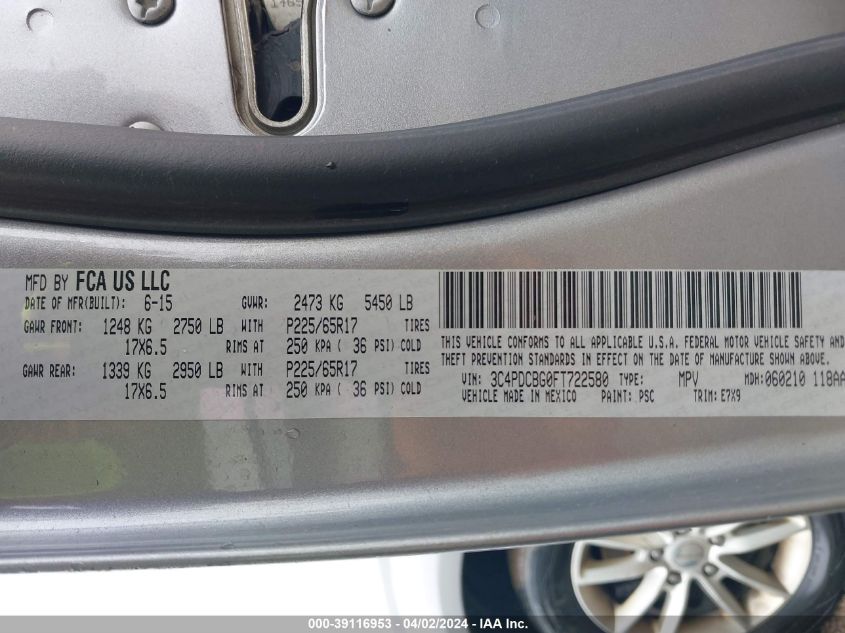 MFD BY FCA US LLC
DATE OF MFR(BUILT): 6-15 GVWR: 2473 KG 5450 LB
GAWR FRONT: 1248 KG 2750 LB WITH P225/65R17 TIRES
17X6.5 RIMS AT 250 KPA ( 36 PSI) COLD
GAWR REAR: 1339 KG 2950 LB WITH P225/65R17 TIRES
17X6.5 RIMS AT 250 KPA ( 36 PSI) COLD
THIS VEHICLE CONFORMS TO ALL APPLICABLE U.S.A. FEDERAL MOTOR VEHICLE SAFETY AND
THEFT PREVENTION STANDARDS IN EFFECT ON THE DATE OF MANUFACTURE SHOWN ABOVE.
VIN: 3C4PDCBG0FT722580 TYPE: MPV MDH:060210 118AA
VEHICLE MADE IN MEXICO PAINT: PSC TRIM: E7X9
000-39116953 - 04/02/2024 - IAA Inc.